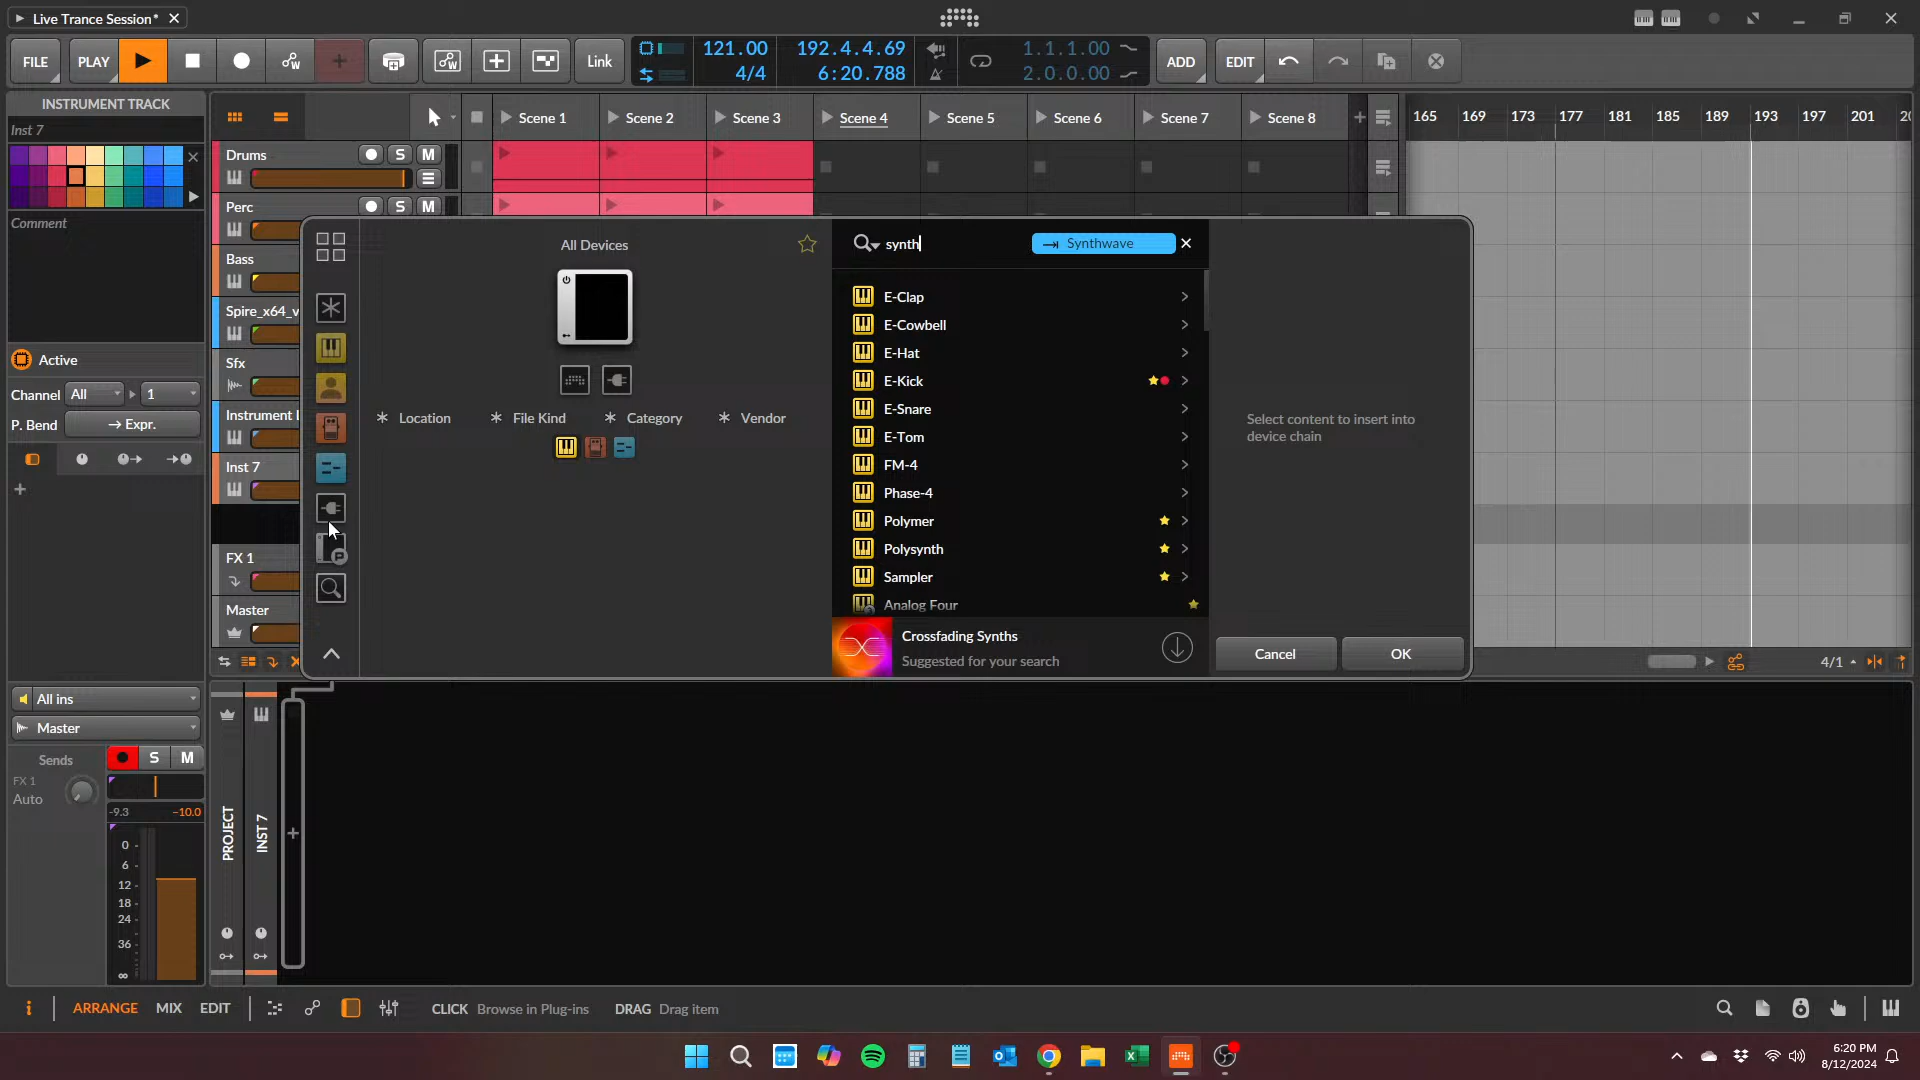 Live Trance Session*
FILE
PLAY
Link
121.00
4/4
192.4.4.69
6:20.788
1.1.1.00
2.0.0.00
ADD
EDIT
INSTRUMENT TRACK
Inst 7
Comment
Active
Channel All 1
P. Bend → Expr.
Scene 1
Scene 2
Scene 3
Scene 4
Scene 5
Scene 6
Scene 7
Scene 8
165 169 173 177 181 185 189 193 197 201
Drums
S M
Perc
S M
Bass
Spire_x64_v
Sfx
Inst 7
FX 1
Master
All Devices
Location
File Kind
Category
Vendor
synth
Synthwave
E-Clap
E-Cowbell
E-Hat
E-Kick
E-Snare
E-Tom
FM-4
Phase-4
Polymer
Polysynth
Sampler
Analog Four
Crossfading Synths
Suggested for your search
Select content to insert into
device chain
Cancel
OK
4/1
All ins
Master
Sends
S M
FX 1
Auto
-9.3 -10.0
0
6
12
18
24
36
∞
PROJECT
INST 7
i
ARRANGE
MIX
EDIT
CLICK Browse in Plug-ins
DRAG Drag item
6:20 PM
8/12/2024